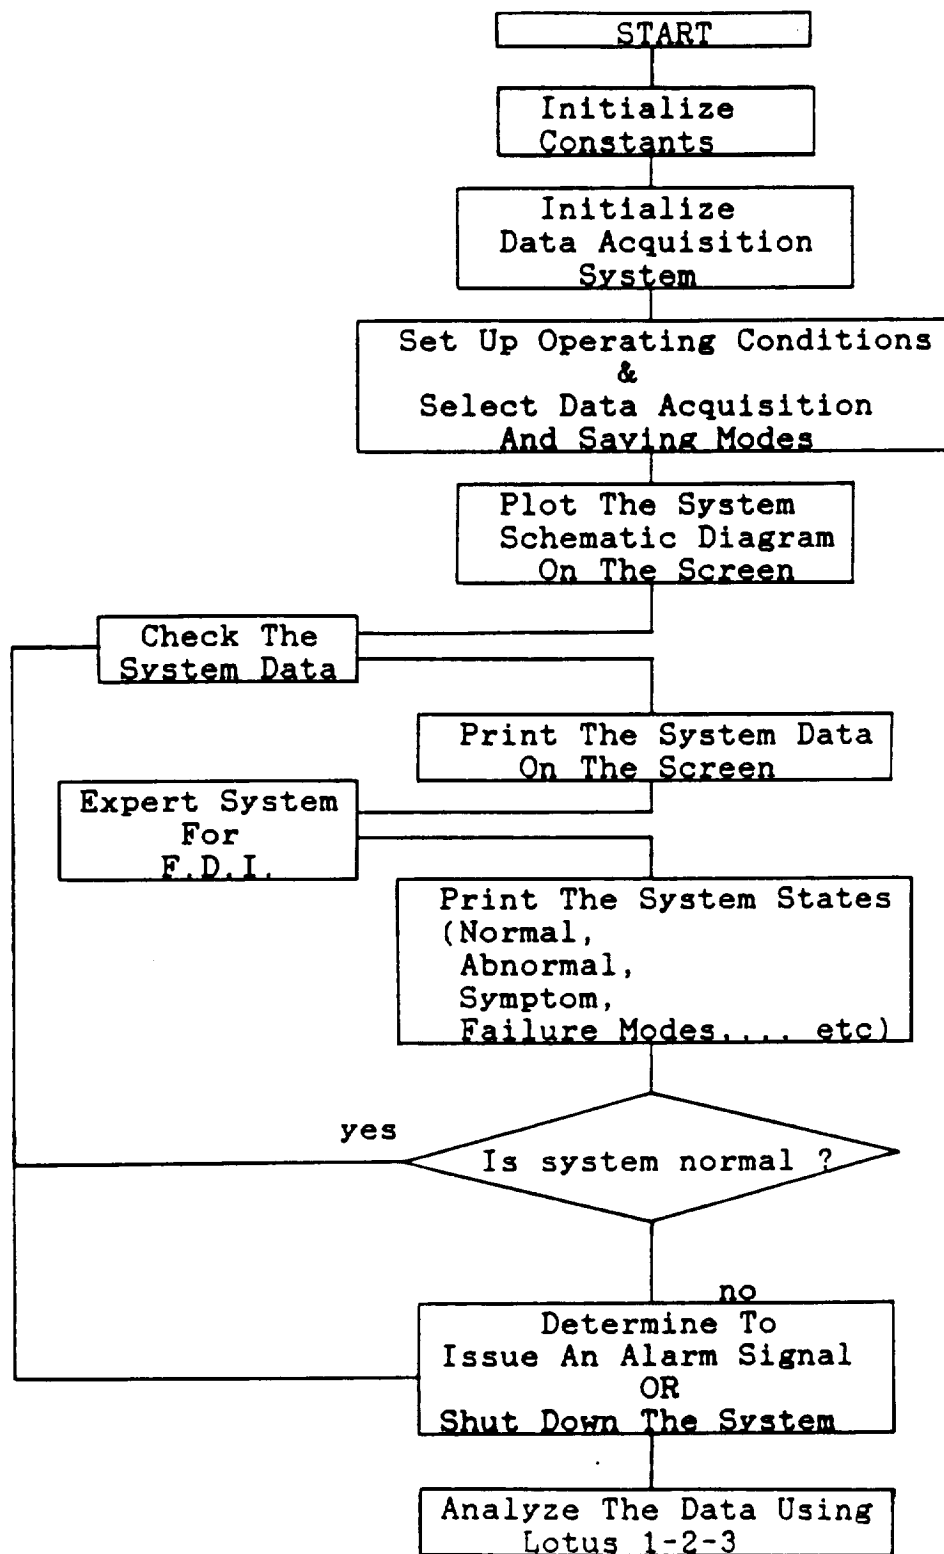 START
Initialize
Constants
Initialize
Data Acquisition
System
Set Up Operating Conditions
&
Select Data Acquisition
And Saving Modes
Plot The System
Schematic Diagram
On The Screen
Check The
System Data
Print The System Data
On The Screen
Expert System
For
F.D.I.
Print The System States
(Normal,
Abnormal,
Symptom,
Failure Modes,... etc)
yes
Is system normal ?
no
Determine To
Issue An Alarm Signal
OR
Shut Down The System
Analyze The Data Using
Lotus 1-2-3